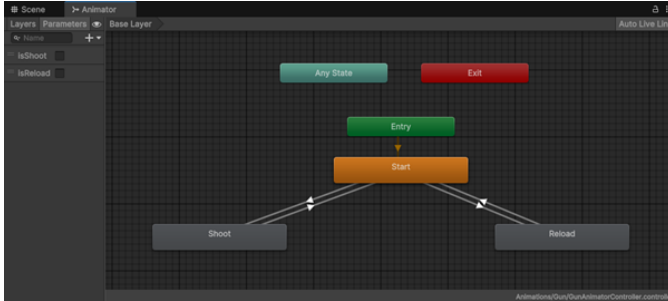 Scene
Animator
Layers Parameters Base Layer Auto Live Lin
Name
IsShoot
IsReload
Any State
Exit
Entry
Start
Shoot
Reload
Animations/Gun/GunAnimatorController.controll